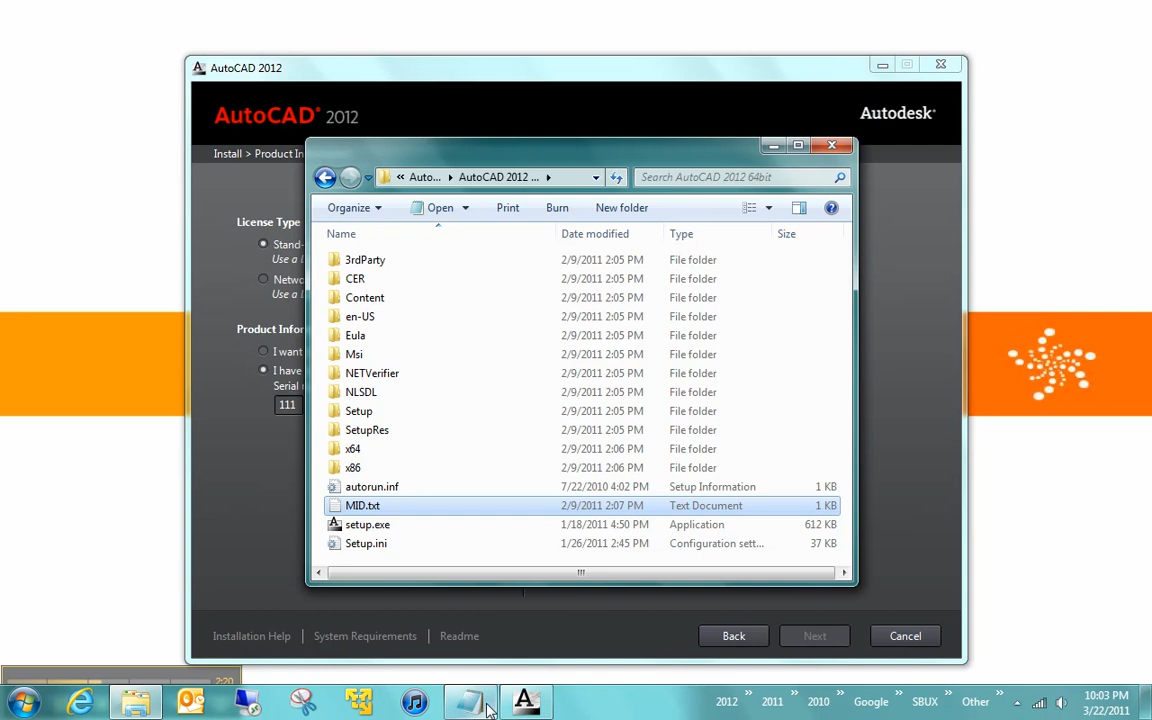 AutoCAD 2012
AUTOCAD® 2012
Autodesk®
Install > Product In
« Auto... ▸ AutoCAD 2012 ... ▸
Search AutoCAD 2012 64bit
Organize Open Print Burn New folder
Name Date modified Type Size
3rdParty 2/9/2011 2:05 PM File folder
CER 2/9/2011 2:05 PM File folder
Content 2/9/2011 2:05 PM File folder
en-US 2/9/2011 2:05 PM File folder
Eula 2/9/2011 2:05 PM File folder
Msi 2/9/2011 2:05 PM File folder
NETVerifier 2/9/2011 2:05 PM File folder
NLSDL 2/9/2011 2:05 PM File folder
Setup 2/9/2011 2:05 PM File folder
SetupRes 2/9/2011 2:05 PM File folder
x64 2/9/2011 2:06 PM File folder
x86 2/9/2011 2:06 PM File folder
autorun.inf 7/22/2010 4:02 PM Setup Information 1 KB
MID.txt 2/9/2011 2:07 PM Text Document 1 KB
setup.exe 1/18/2011 4:50 PM Application 612 KB
Setup.ini 1/26/2011 2:45 PM Configuration sett... 37 KB
License Type
Stand-
Use a l
Netwo
Use a l
Product Infor
I want
I have
Serial n
111
Installation Help | System Requirements | Readme
Back Next Cancel
2:20
2012 » 2011 » 2010 » Google » SBUX » Other »
10:03 PM
3/22/2011